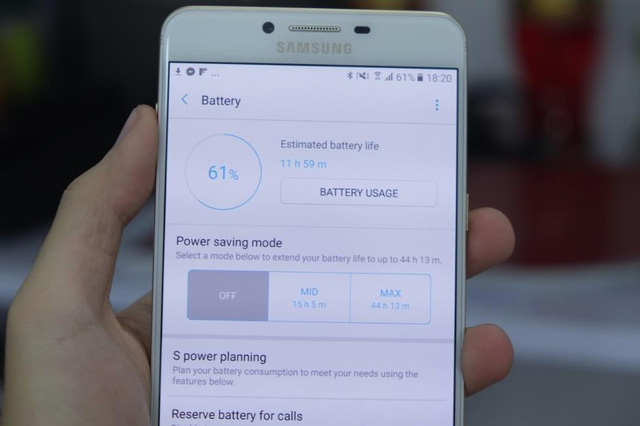 SAMSUNG
... 61% 18:20
Battery
61%
Estimated battery life
11 h 59 m
BATTERY USAGE
Power saving mode
Select a mode below to extend your battery life to up to 44 h 13 m.
OFF
MID
15 h 5 m
MAX
44 h 13 m
S power planning
Plan your battery consumption to meet your needs using the
features below.
Reserve battery for calls